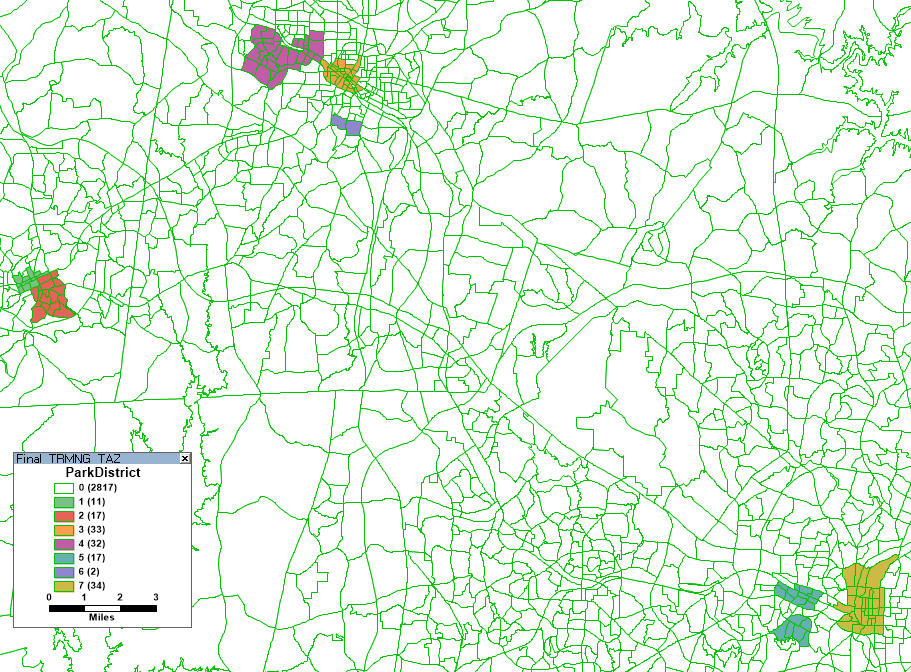 Final_TRMNG_TAZ
ParkDistrict
0 (2817)
1 (11)
2 (17)
3 (33)
4 (32)
5 (17)
6 (2)
7 (34)
0 1 2 3
Miles